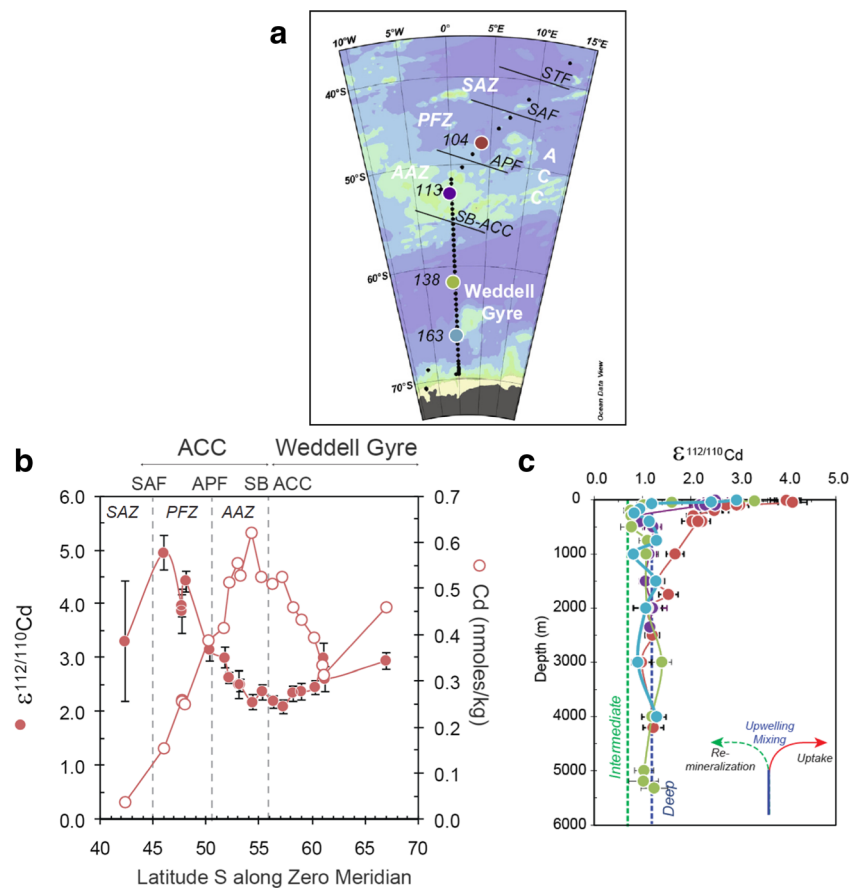 a
10°W 5°W 0° 5°E 10°E 15°E
40°S
50°S
60°S
70°S
STF
SAZ
SAF
PFZ
104
A
C
C
APF
AAZ
113
SB-ACC
138
Weddell
Gyre
163
Ocean Data View
b
ACC Weddell Gyre
SAF APF SB ACC
SAZ PFZ AAZ
ε112/110Cd
6.0
5.0
4.0
3.0
2.0
1.0
0.0
0.7
0.6
0.5
0.4
0.3
0.2
0.1
0.0
Cd (nmoles/kg)
40 45 50 55 60 65 70
Latitude S along Zero Meridian
c
ε112/110Cd
0.0 1.0 2.0 3.0 4.0 5.0
0
1000
2000
3000
4000
5000
6000
Depth (m)
Intermediate
Deep
Upwelling
Mixing
Re-
mineralization
Uptake